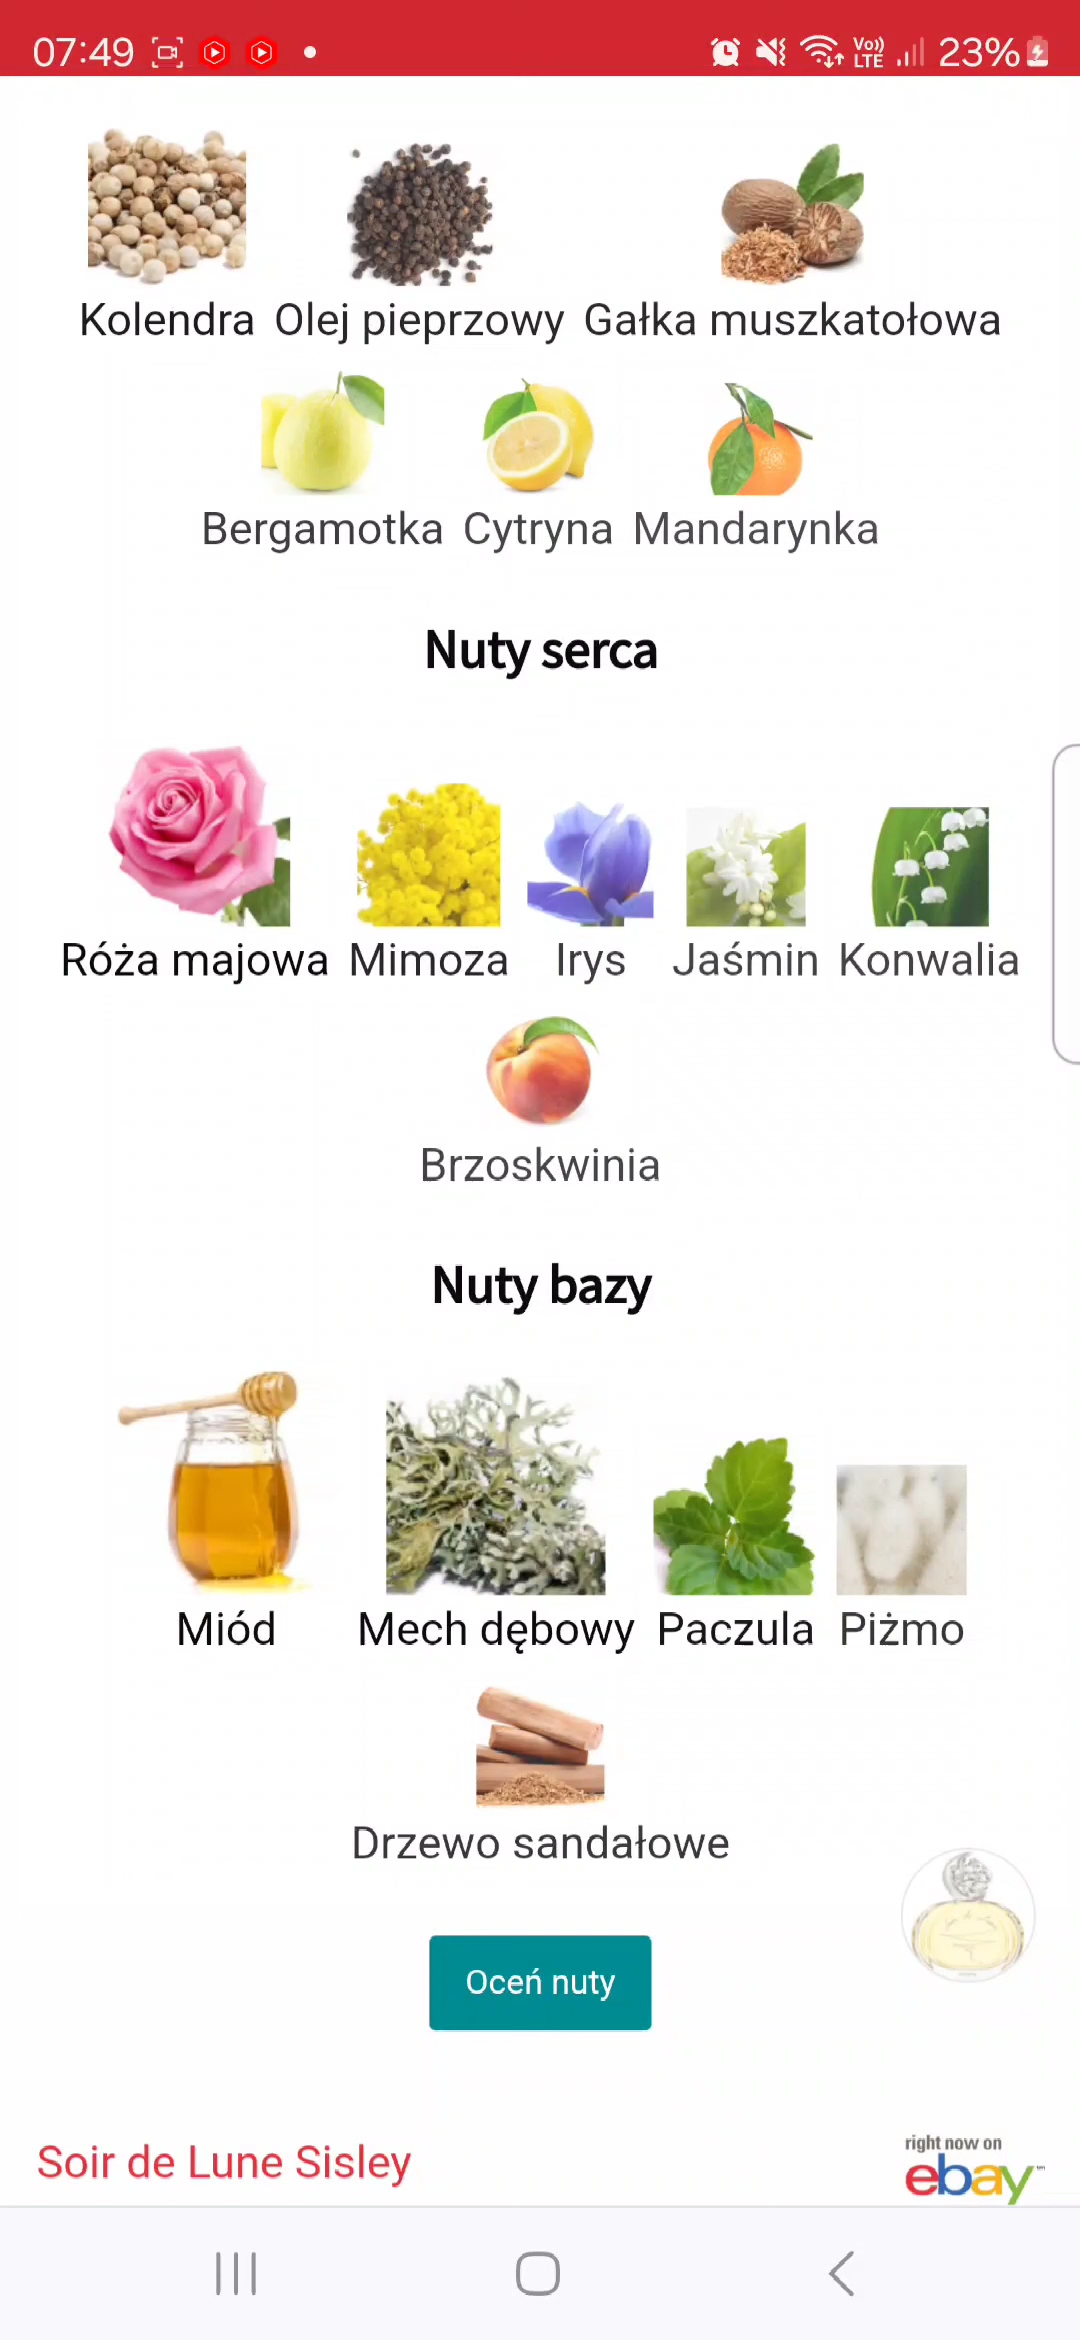 07:49
Vo)) LTE 23%
Kolendra Olej pieprzowy Gałka muszkatołowa
Bergamotka Cytryna Mandarynka
Nuty serca
Róża majowa Mimoza Irys Jaśmin Konwalia
Brzoskwinia
Nuty bazy
Miód Mech dębowy Paczula Piżmo
Drzewo sandałowe
Oceń nuty
Soir de Lune Sisley
right now on
ebay